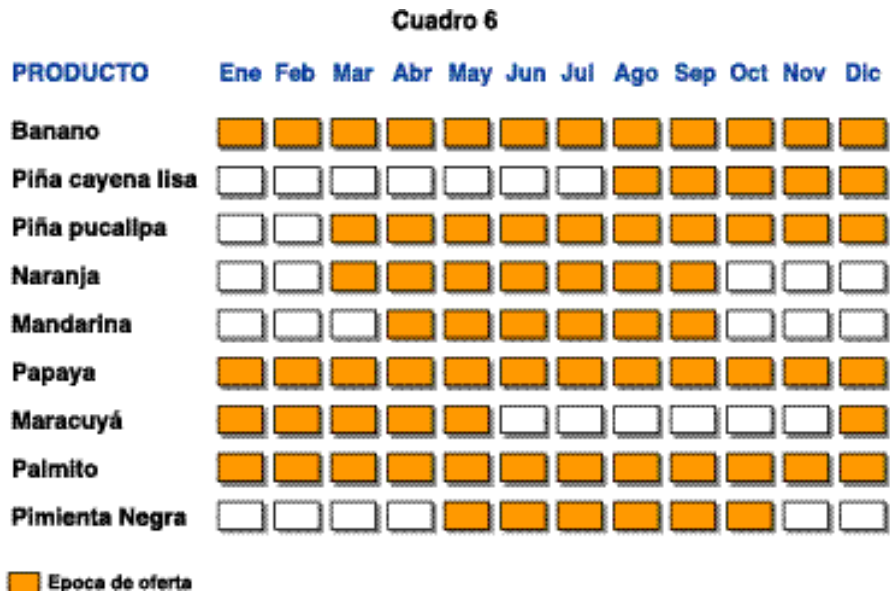 Cuadro 6
PRODUCTO Ene Feb Mar Abr May Jun Jul Ago Sep Oct Nov Dic
Banano
Piña cayena lisa
Piña pucallpa
Naranja
Mandarina
Papaya
Maracuyá
Palmito
Pimienta Negra
Epoca de oferta